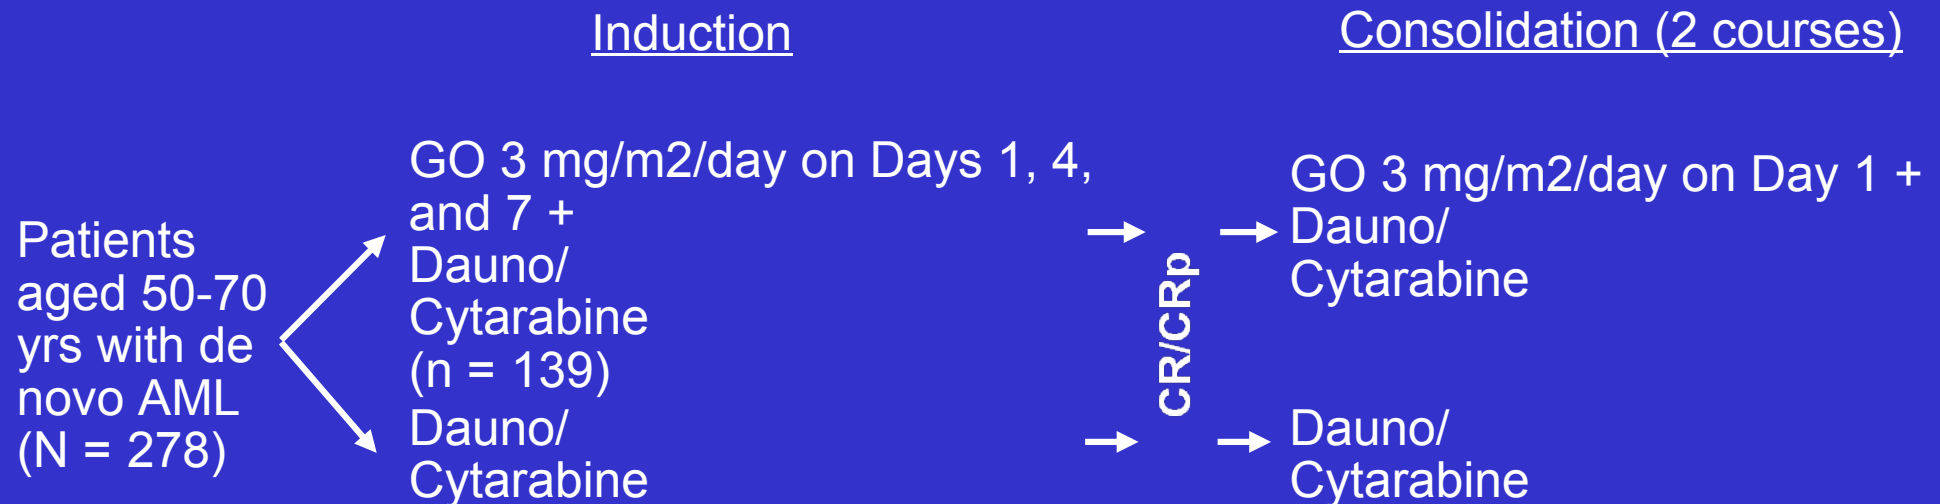 Induction
Consolidation (2 courses)
Patients
aged 50-70
yrs with de
novo AML
(N = 278)
GO 3 mg/m2/day on Days 1, 4,
and 7 +
Dauno/
Cytarabine
(n = 139)
Dauno/
Cytarabine
CR/CRp
GO 3 mg/m2/day on Day 1 +
Dauno/
Cytarabine
Dauno/
Cytarabine